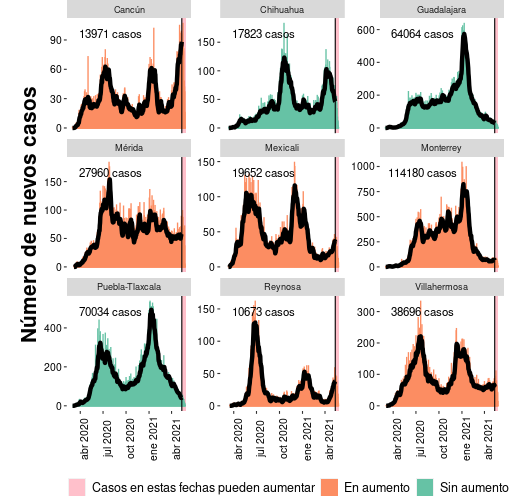 Número de nuevos casos
Cancún
13971 casos
0
30
60
90
Chihuahua
17823 casos
0
50
100
150
Guadalajara
64064 casos
0
200
400
600
Mérida
27960 casos
0
50
100
150
Mexicali
19652 casos
0
50
100
150
Monterrey
114180 casos
0
250
500
750
1000
Puebla-Tlaxcala
70034 casos
0
200
400
Reynosa
10673 casos
0
50
100
150
Villahermosa
38696 casos
0
100
200
300
abr 2020
jul 2020
oct 2020
ene 2021
abr 2021
abr 2020
jul 2020
oct 2020
ene 2021
abr 2021
abr 2020
jul 2020
oct 2020
ene 2021
abr 2021
Casos en estas fechas pueden aumentar
En aumento
Sin aumento